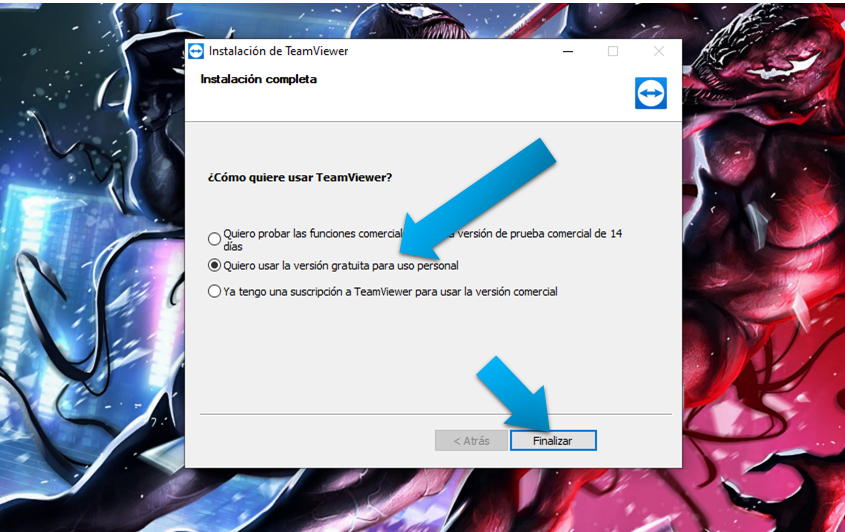 Instalación de TeamViewer
Instalación completa
¿Cómo quiere usar TeamViewer?
Quiero probar las funciones versión de prueba comercial de 14
días
Quiero usar la versión gratuita para uso personal
Ya tengo una suscripción a TeamViewer para usar la versión comercial
< Atrás
Finalizar